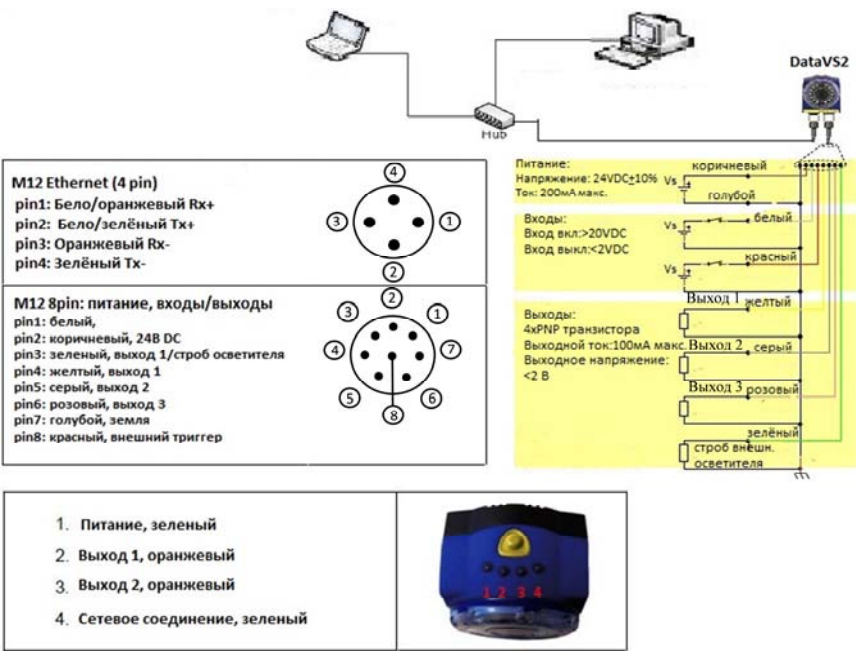 DataVS2
Hub
M12 Ethernet (4 pin)
pin1: Бело/оранжевый Rx+
pin2: Бело/зелёный Tx+
pin3: Оранжевый Rx-
pin4: Зелёный Tx-
4
3
1
2
M12 8pin: питание, входы/выходы
pin1: белый,
pin2: коричневый, 24В DC
pin3: зеленый, выход 1/строб осветителя
pin4: желтый, выход 1
pin5: серый, выход 2
pin6: розовый, выход 3
pin7: голубой, земля
pin8: красный, внешний триггер
2
3
1
4
7
5
6
8
Питание:
Напряжение: 24VDC±10%
Ток: 200мА макс.
Vs
коричневый
голубой
Входы:
Вход вкл:>20VDC
Вход выкл:<2VDC
Vs
белый
Vs
красный
Выходы:
4xPNP транзистора
Выходной ток:100мА макс.
Выходное напряжение:
<2 В
Выход 1 желтый
Выход 2 серый
Выход 3 розовый
зелёный
строб внешн.
осветителя
1. Питание, зеленый
2. Выход 1, оранжевый
3. Выход 2, оранжевый
4. Сетевое соединение, зеленый
1 2 3 4